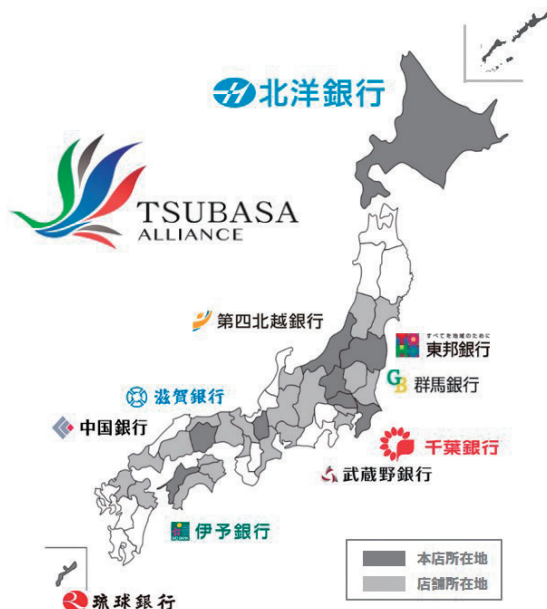 北洋銀行
TSUBASA
ALLIANCE
第四北越銀行
すべてを地域のために
東邦銀行
GB 群馬銀行
滋賀銀行
中国銀行
千葉銀行
武蔵野銀行
伊予銀行
本店所在地
店舗所在地
琉球銀行